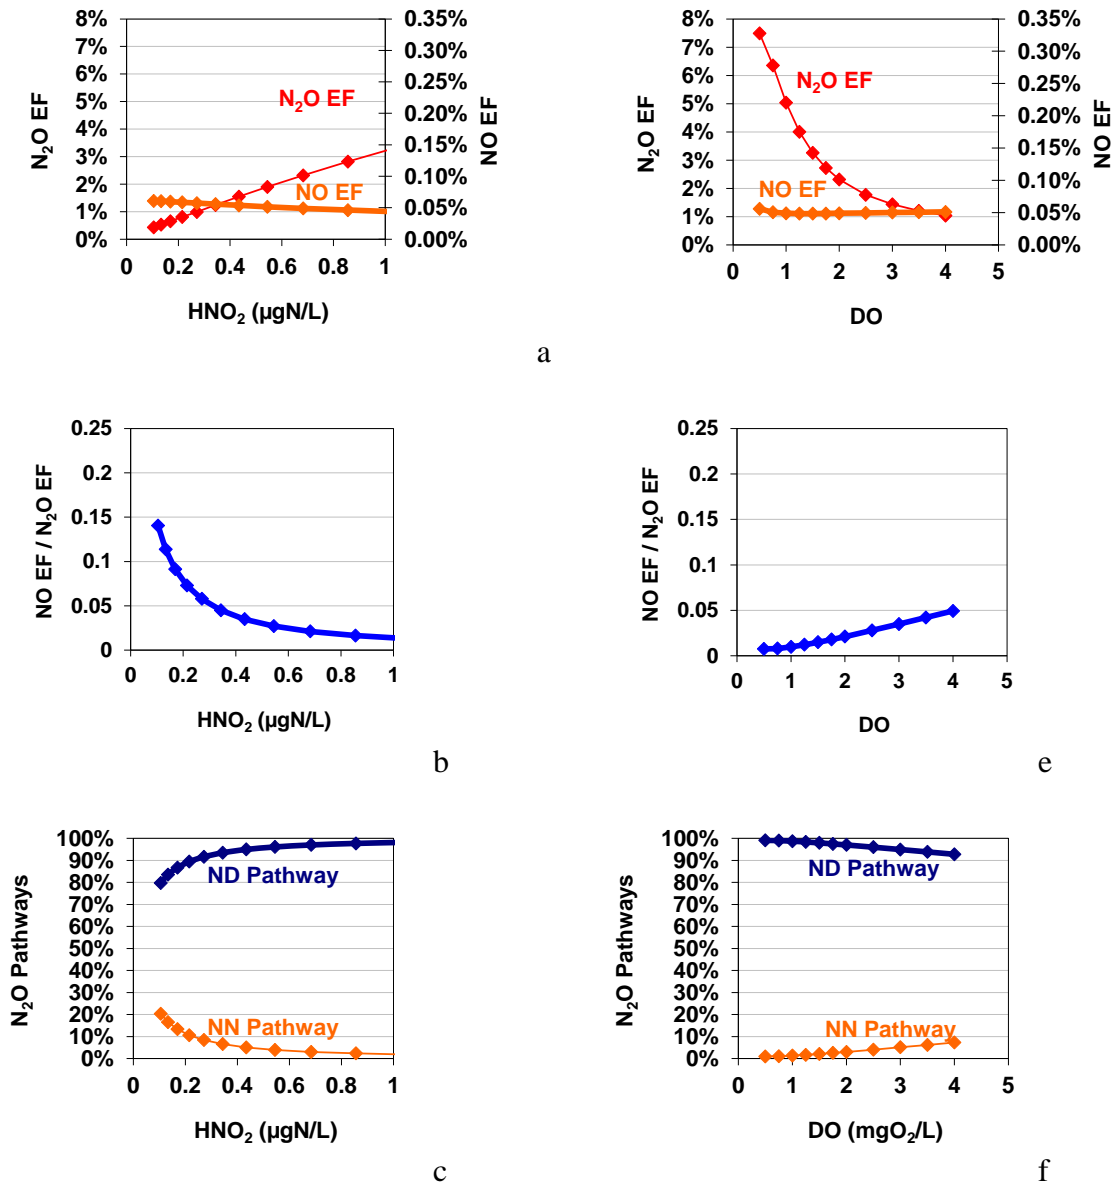 8%
7%
6%
5%
4%
3%
2%
1%
0%
N₂O EF
0.35%
0.30%
0.25%
0.20%
0.15%
0.10%
0.05%
0.00%
NO EF
N₂O EF
NO EF
0 0.2 0.4 0.6 0.8 1
HNO₂ (µgN/L)
8%
7%
6%
5%
4%
3%
2%
1%
0%
N₂O EF
0.35%
0.30%
0.25%
0.20%
0.15%
0.10%
0.05%
0.00%
NO EF
N₂O EF
NO EF
0 1 2 3 4 5
DO
a
0.25
0.2
0.15
0.1
0.05
0
NO EF / N₂O EF
0 0.2 0.4 0.6 0.8 1
HNO₂ (µgN/L)
b
0.25
0.2
0.15
0.1
0.05
0
NO EF / N₂O EF
0 1 2 3 4 5
DO
e
100%
90%
80%
70%
60%
50%
40%
30%
20%
10%
0%
N₂O Pathways
ND Pathway
NN Pathway
0 0.2 0.4 0.6 0.8 1
HNO₂ (µgN/L)
c
100%
90%
80%
70%
60%
50%
40%
30%
20%
10%
0%
N₂O Pathways
ND Pathway
NN Pathway
0 1 2 3 4 5
DO (mgO₂/L)
f